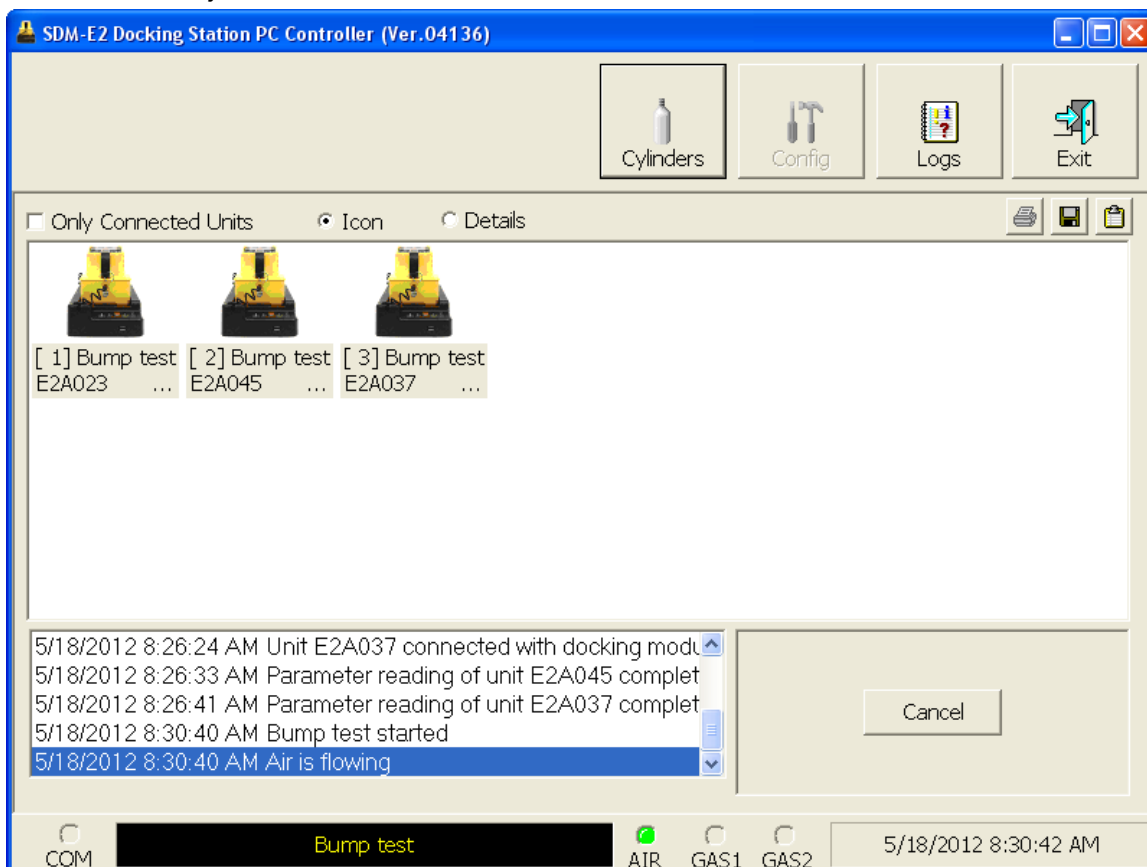 SDM-E2 Docking Station PC Controller (Ver.04136)
Cylinders
Config
Logs
Exit
Only Connected Units
Icon
Details
[ 1] Bump test
E2A023 ...
[ 2] Bump test
E2A045 ...
[ 3] Bump test
E2A037 ...
5/18/2012 8:26:24 AM Unit E2A037 connected with docking modu
5/18/2012 8:26:33 AM Parameter reading of unit E2A045 complet
5/18/2012 8:26:41 AM Parameter reading of unit E2A037 complet
5/18/2012 8:30:40 AM Bump test started
5/18/2012 8:30:40 AM Air is flowing
Cancel
COM
Bump test
AIR
GAS1
GAS2
5/18/2012 8:30:42 AM